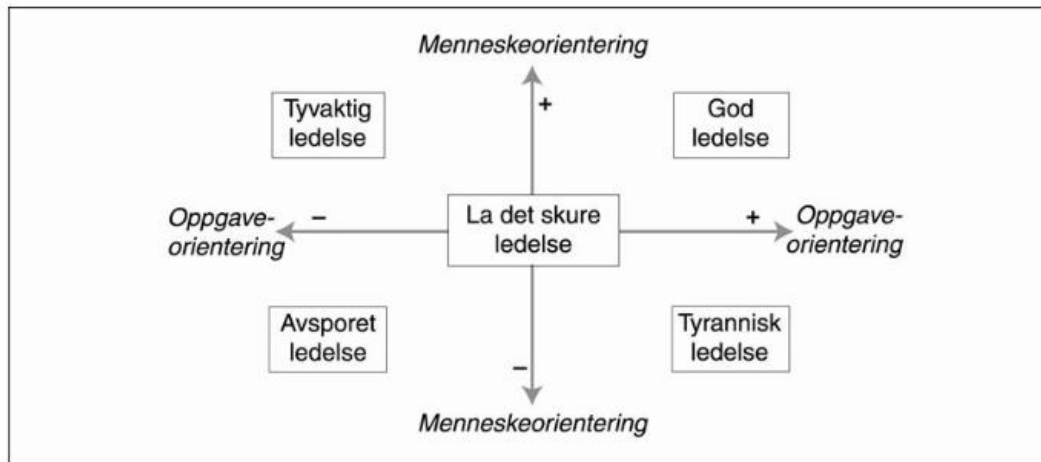 Menneskeorientering
+
Tyvaktig
ledelse
God
ledelse
Oppgave-
orientering
–
La det skure
ledelse
+
Oppgave-
orientering
Avsporet
ledelse
Tyrannisk
ledelse
–
Menneskeorientering